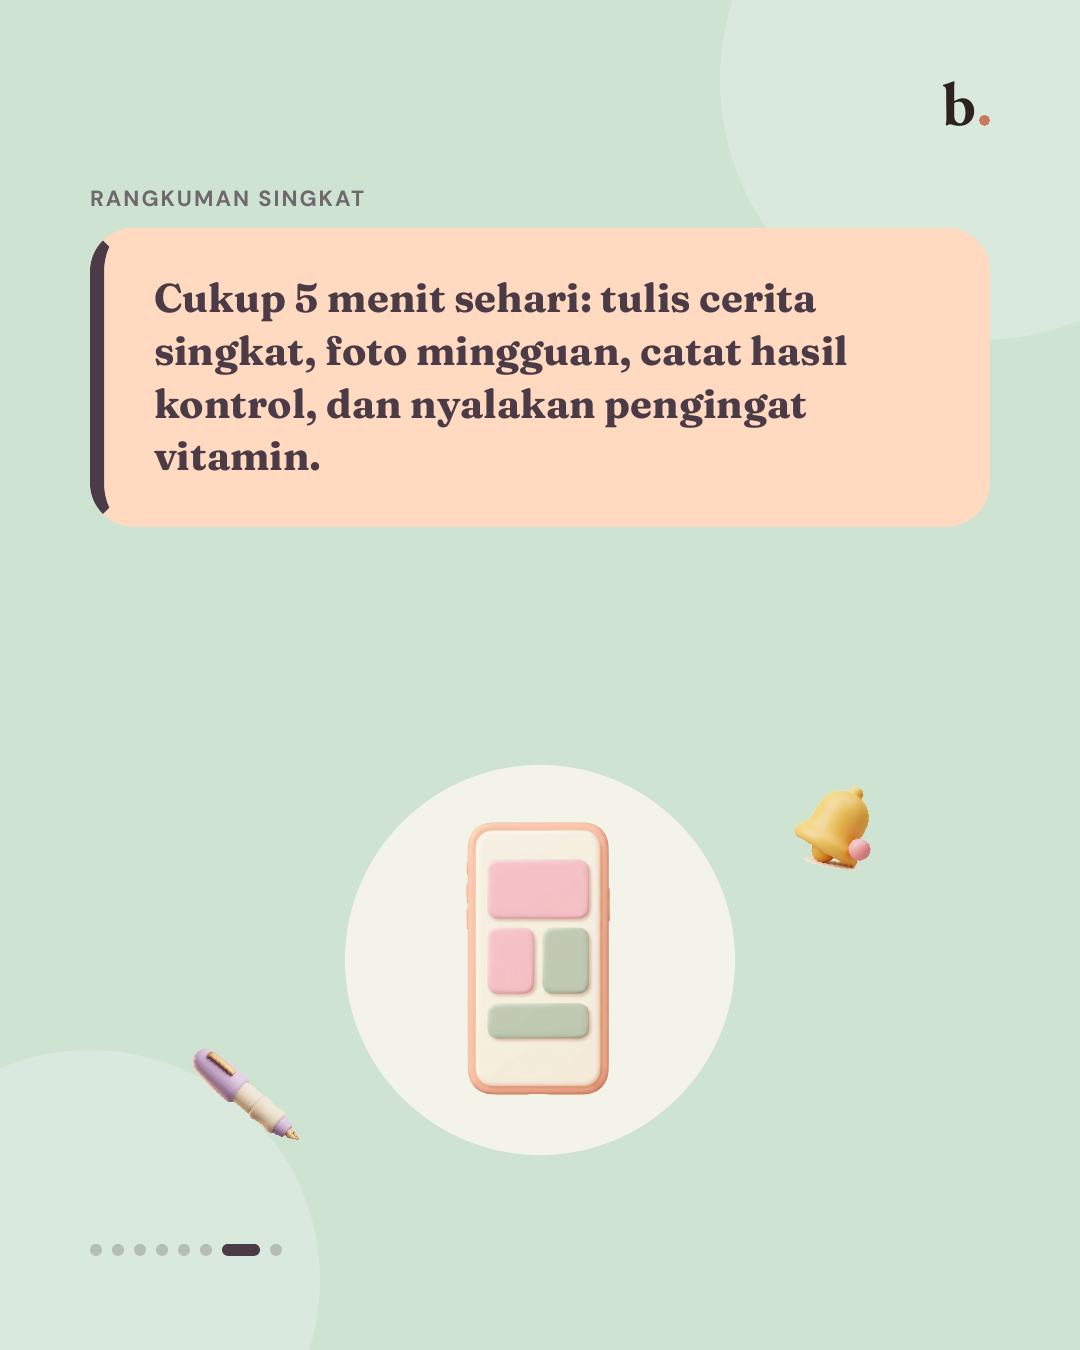 b.
RANGKUMAN SINGKAT
Cukup 5 menit sehari: tulis cerita
singkat, foto mingguan, catat hasil
kontrol, dan nyalakan pengingat
vitamin.